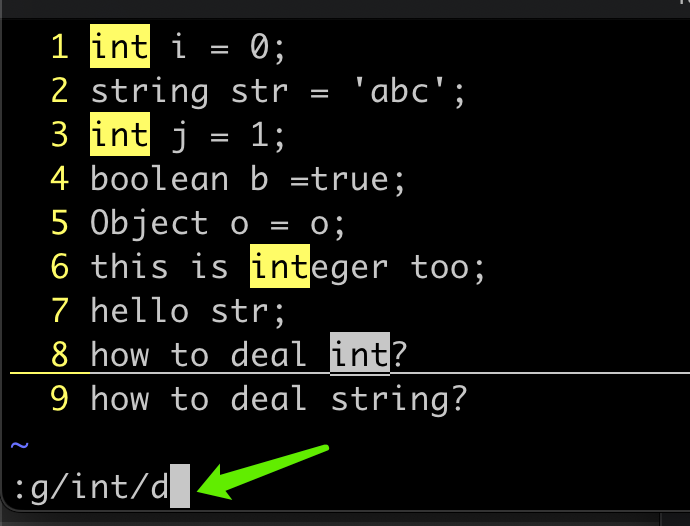 1 int i = 0;
2 string str = 'abc';
3 int j = 1;
4 boolean b =true;
5 Object o = o;
6 this is integer too;
7 hello str;
8 how to deal int?
9 how to deal string?
~
:g/int/d